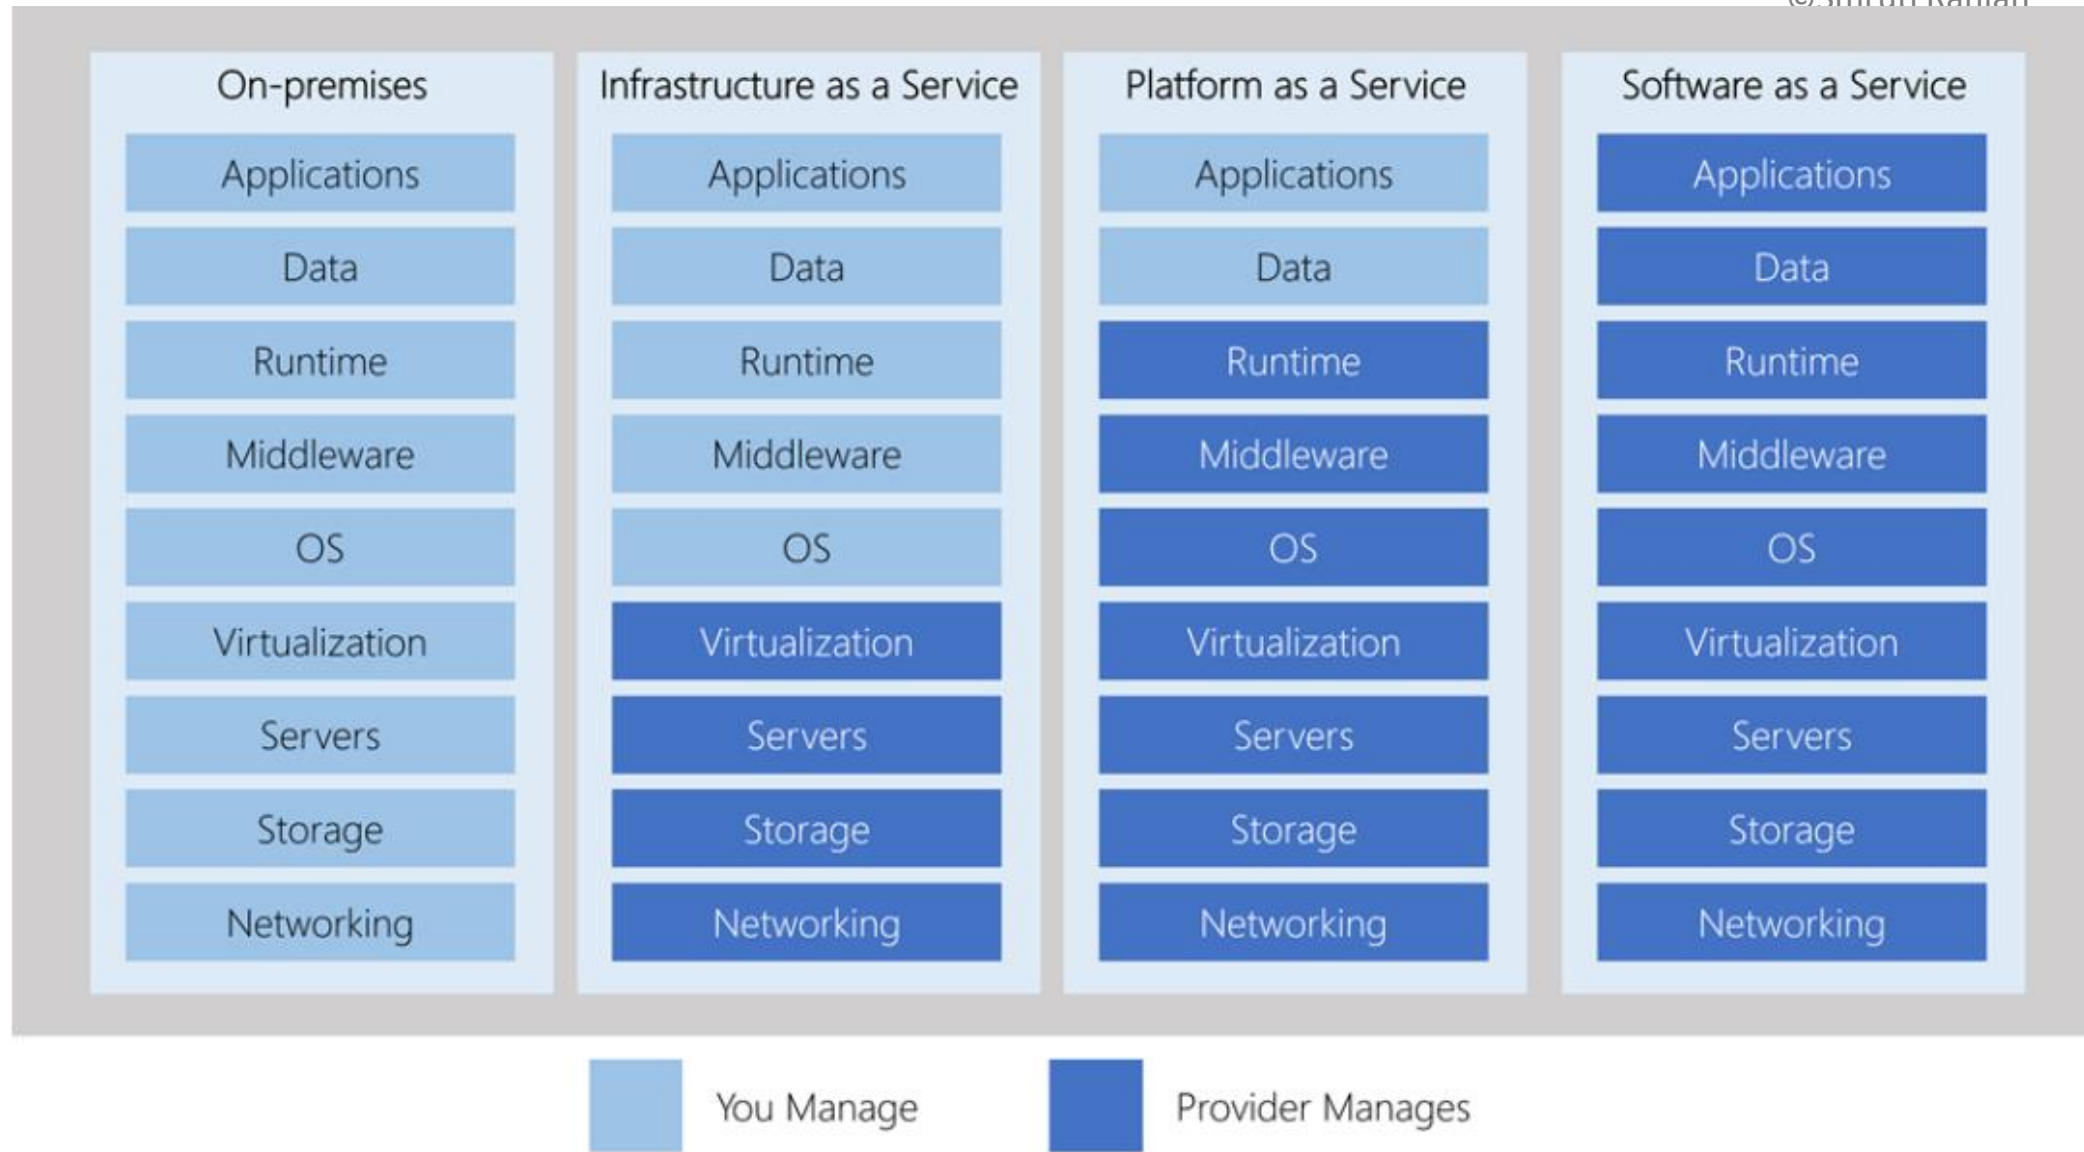 On-premises
Applications
Data
Runtime
Middleware
OS
Virtualization
Servers
Storage
Networking
Infrastructure as a Service
Applications
Data
Runtime
Middleware
OS
Virtualization
Servers
Storage
Networking
Platform as a Service
Applications
Data
Runtime
Middleware
OS
Virtualization
Servers
Storage
Networking
Software as a Service
Applications
Data
Runtime
Middleware
OS
Virtualization
Servers
Storage
Networking
You Manage
Provider Manages